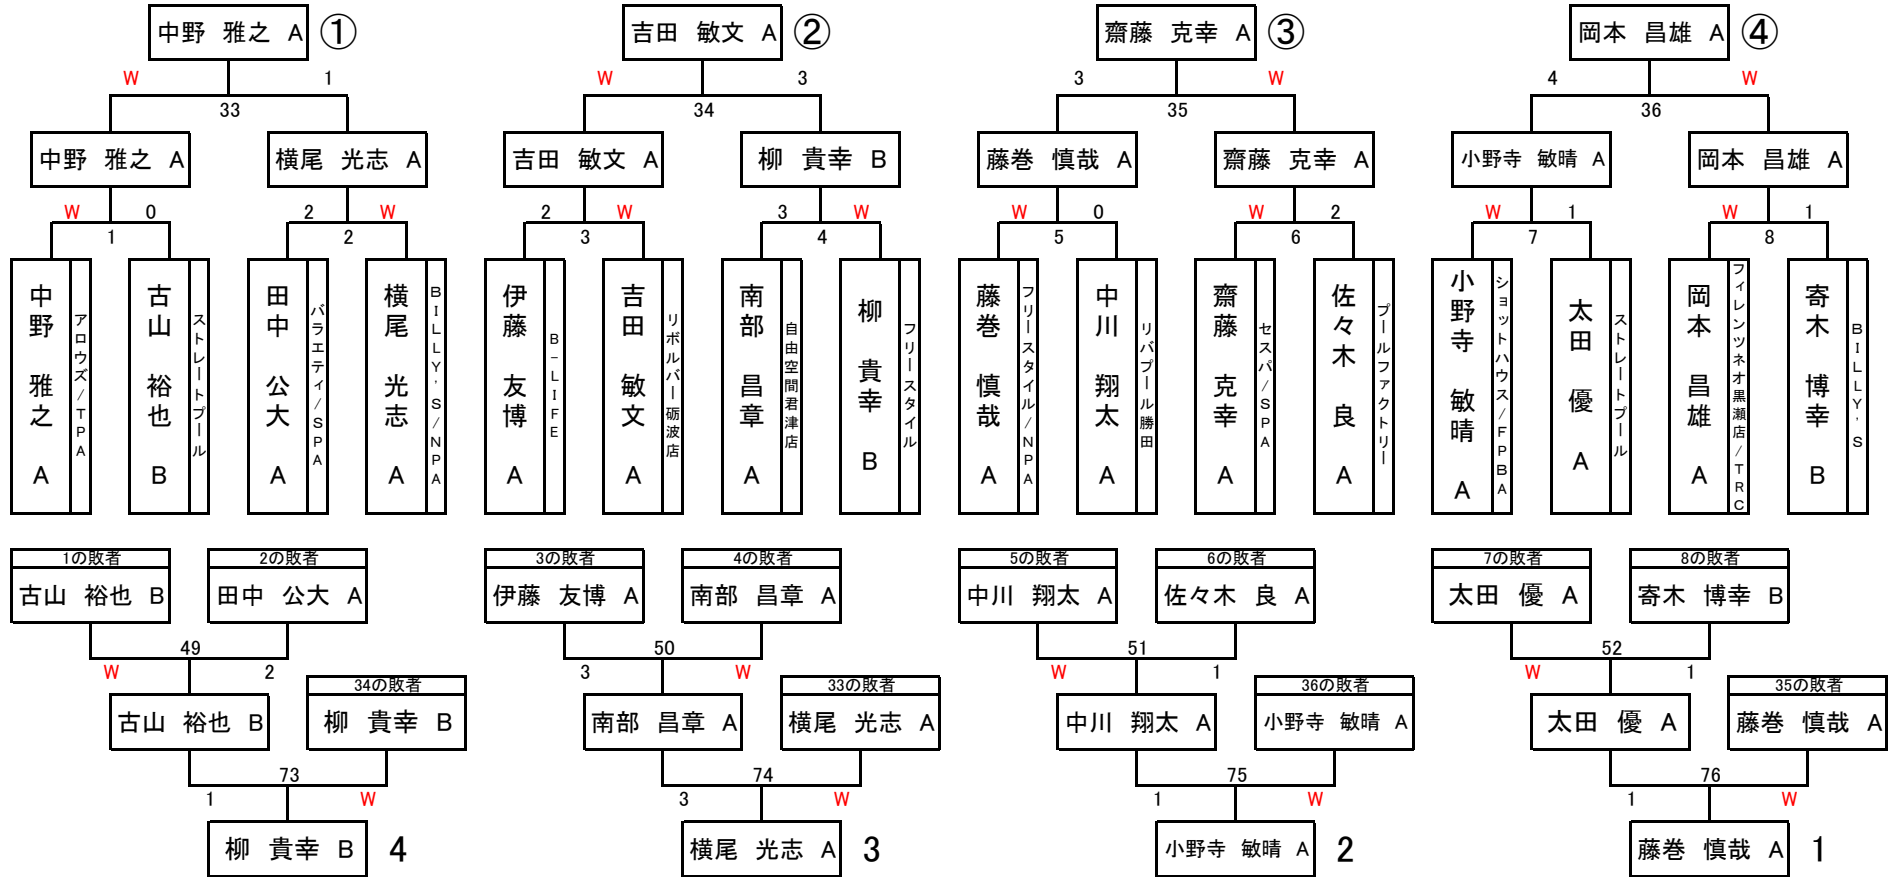 中野 雅之 A ① 吉田 敏文 A ② 齋藤 克幸 A ③ 岡本 昌雄 A ④
W 1 W 3 3 W 4 W
33 34 35 36
中野 雅之 A 横尾 光志 A 吉田 敏文 A 柳 貴幸 B 藤巻 慎哉 A 齋藤 克幸 A 小野寺 敏晴 A 岡本 昌雄 A
W 0 2 W 2 W 3 W W 0 W 2 W 1 W 1
1 2 3 4 5 6 7 8
中野 雅之 A
アロウズ/TPA
古山 裕也 B
ストレートプール
田中 公大 A
バラエティ/SPA
横尾 光志 A
BILLY'S/NPA
伊藤 友博 A
B-LIFE
吉田 敏文 A
リボルバー砺波店
南部 昌章 A
自由空間君津店
柳 貴幸 B
フリースタイル
藤巻 慎哉 A
フリースタイル/NPA
中川 翔太 A
リバプール勝田
齋藤 克幸 A
セスパ/SPA
佐々木 良 A
プールファクトリー
小野寺 敏晴 A
ショットハウス/FPBA
太田 優 A
ストレートプール
岡本 昌雄 A
フィレンツネオ黒瀬店/TRC
寄木 博幸 B
BILLY'S
1の敗者 2の敗者 3の敗者 4の敗者 5の敗者 6の敗者 7の敗者 8の敗者
古山 裕也 B 田中 公大 A 伊藤 友博 A 南部 昌章 A 中川 翔太 A 佐々木 良 A 太田 優 A 寄木 博幸 B
49 50 51 52
W 2 3 W W 1 W 1
34の敗者 33の敗者 36の敗者 35の敗者
古山 裕也 B 柳 貴幸 B 南部 昌章 A 横尾 光志 A 中川 翔太 A 小野寺 敏晴 A 太田 優 A 藤巻 慎哉 A
73 74 75 76
1 W 3 W 1 W 1 W
柳 貴幸 B 4 横尾 光志 A 3 小野寺 敏晴 A 2 藤巻 慎哉 A 1